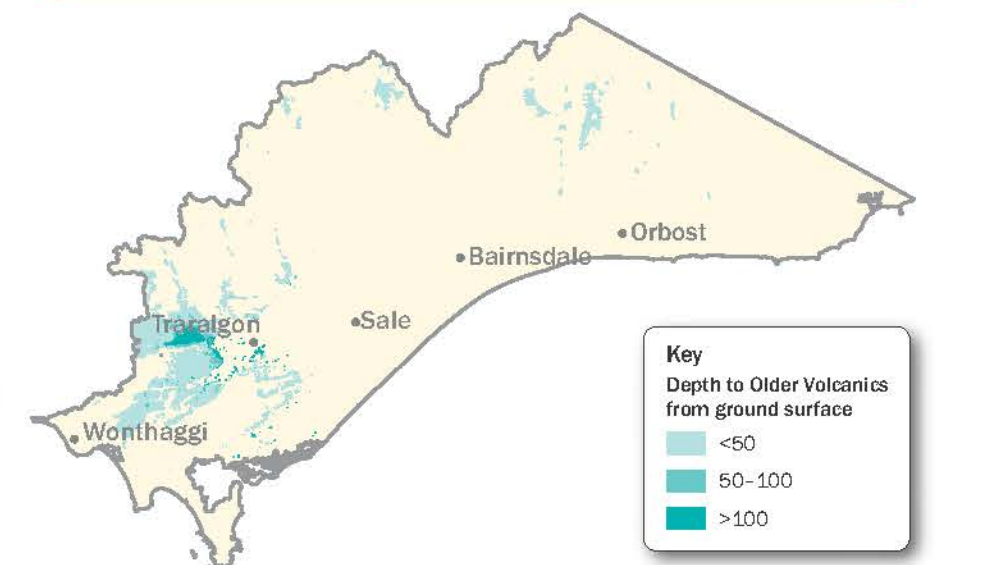 Orbost
Bairnsdale
Sale
Traralgon
Wonthaggi
Key
Depth to Older Volcanics
from ground surface
<50
50-100
>100